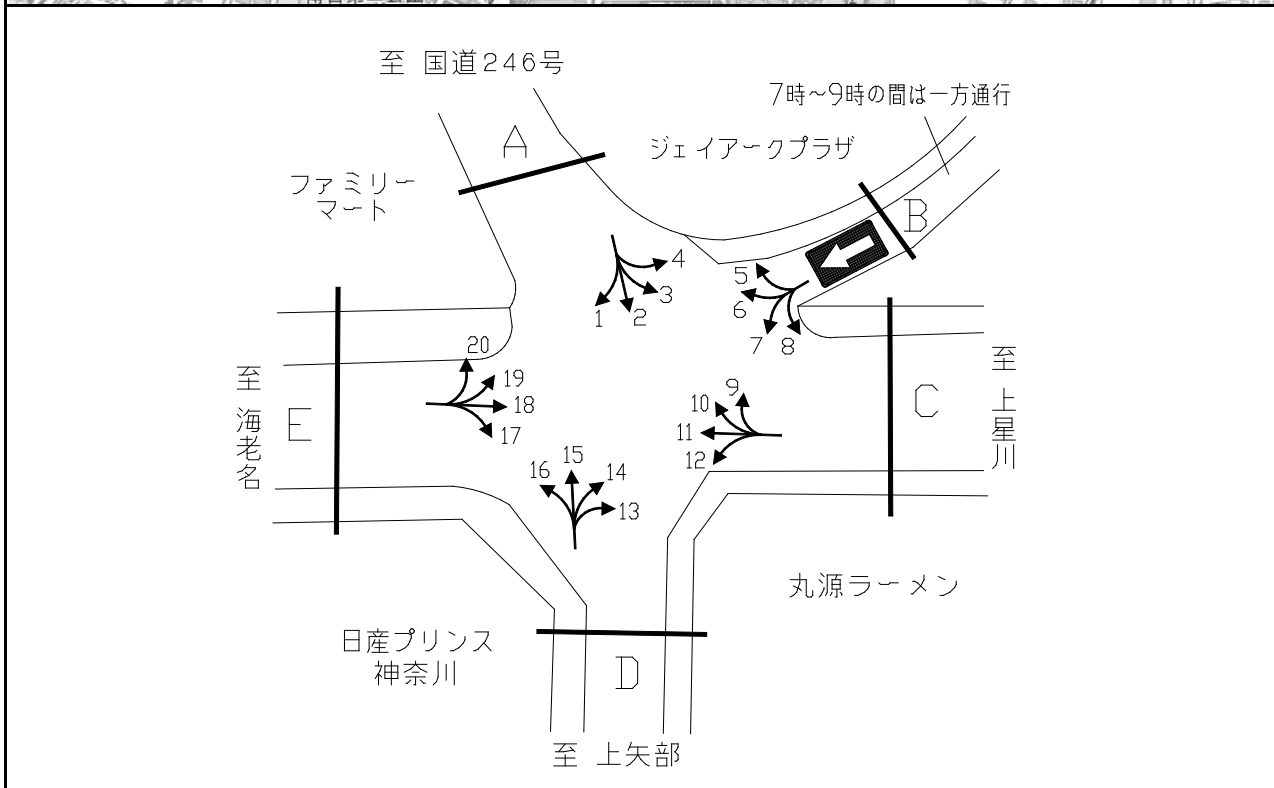 至 国道246号
7時～9時の間は一方通行
A
ジェイアークプラザ
ファミリー
マート
B
4
3
2
1
5
6
7
8
20
19
18
17
至 海老名
E
9
10
11
12
C
至 上星川
16
15
14
13
丸源ラーメン
日産プリンス
神奈川
D
至 上矢部